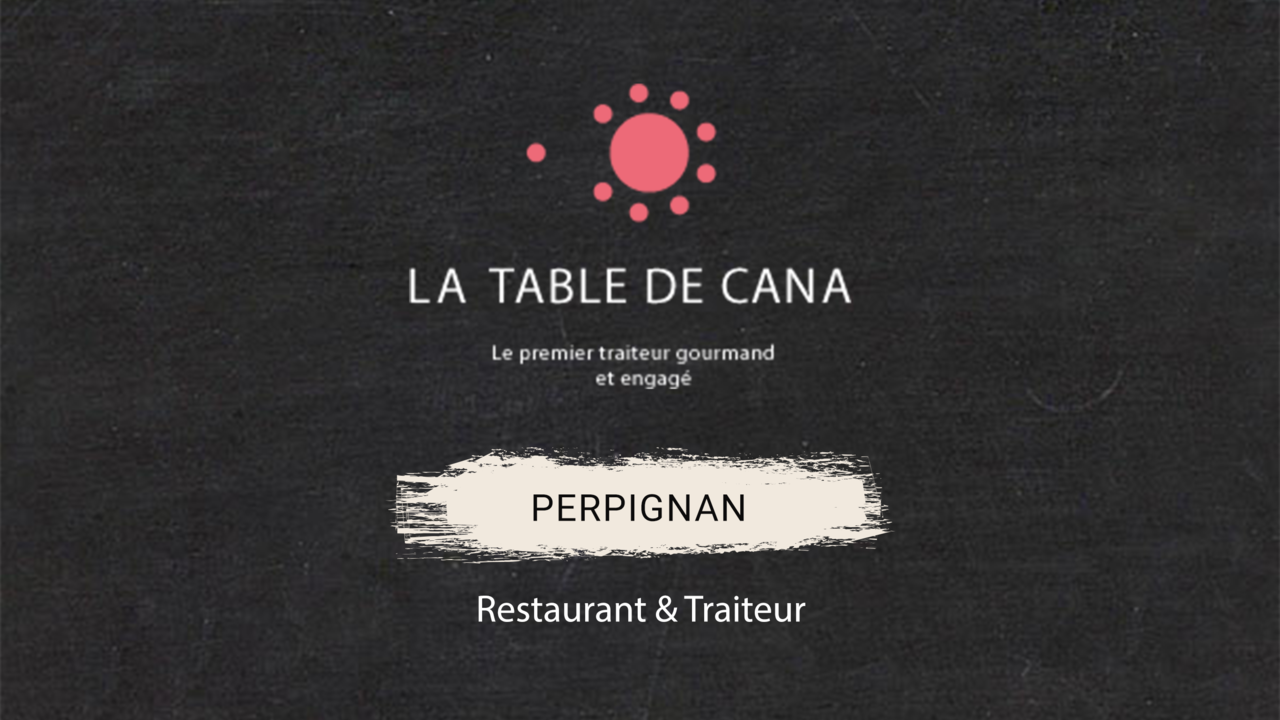 LA TABLE DE CANA
Le premier traiteur gourmand
et engagé
PERPIGNAN
Restaurant & Traiteur